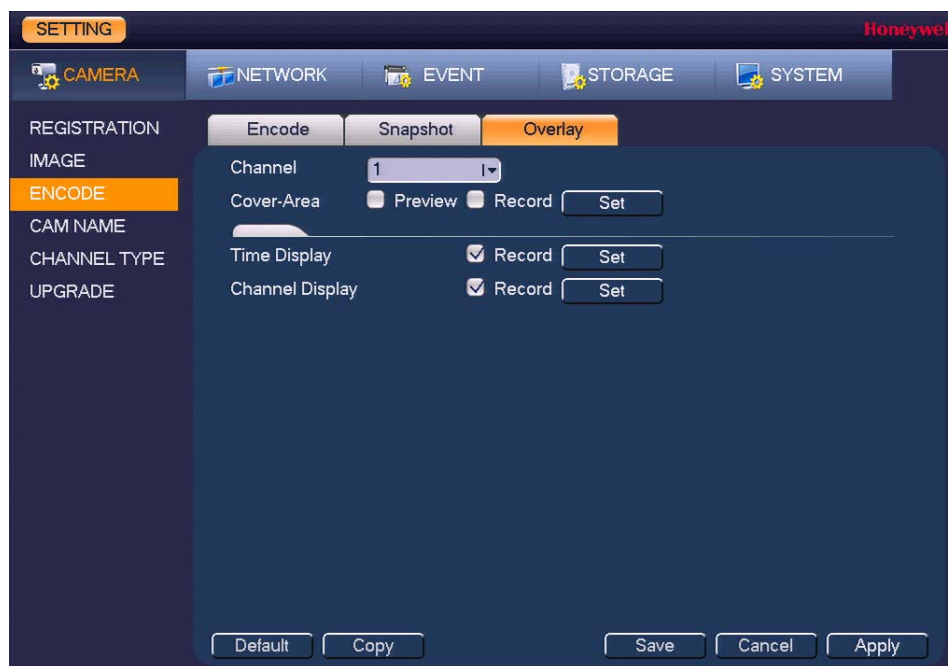 SETTING
Honeywel
CAMERA NETWORK EVENT STORAGE SYSTEM
REGISTRATION
IMAGE
ENCODE
CAM NAME
CHANNEL TYPE
UPGRADE
Encode Snapshot Overlay
Channel 1
Cover-Area Preview Record Set
Time Display Record Set
Channel Display Record Set
Default Copy Save Cancel Apply